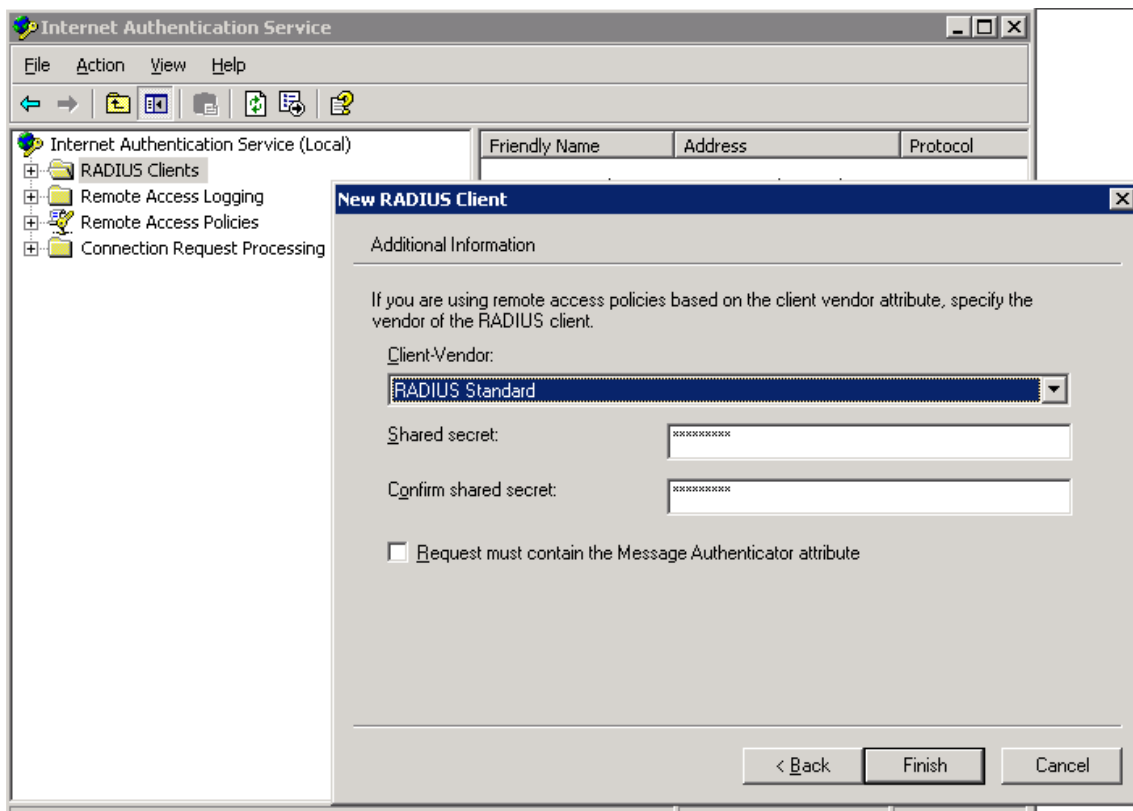 Internet Authentication Service
File Action View Help
Internet Authentication Service (Local)
RADIUS Clients
Remote Access Logging
Remote Access Policies
Connection Request Processing
Friendly Name Address Protocol
New RADIUS Client
Additional Information
If you are using remote access policies based on the client vendor attribute, specify the
vendor of the RADIUS client.
Client-Vendor:
RADIUS Standard
Shared secret: *********
Confirm shared secret: *********
Request must contain the Message Authenticator attribute
< Back Finish Cancel